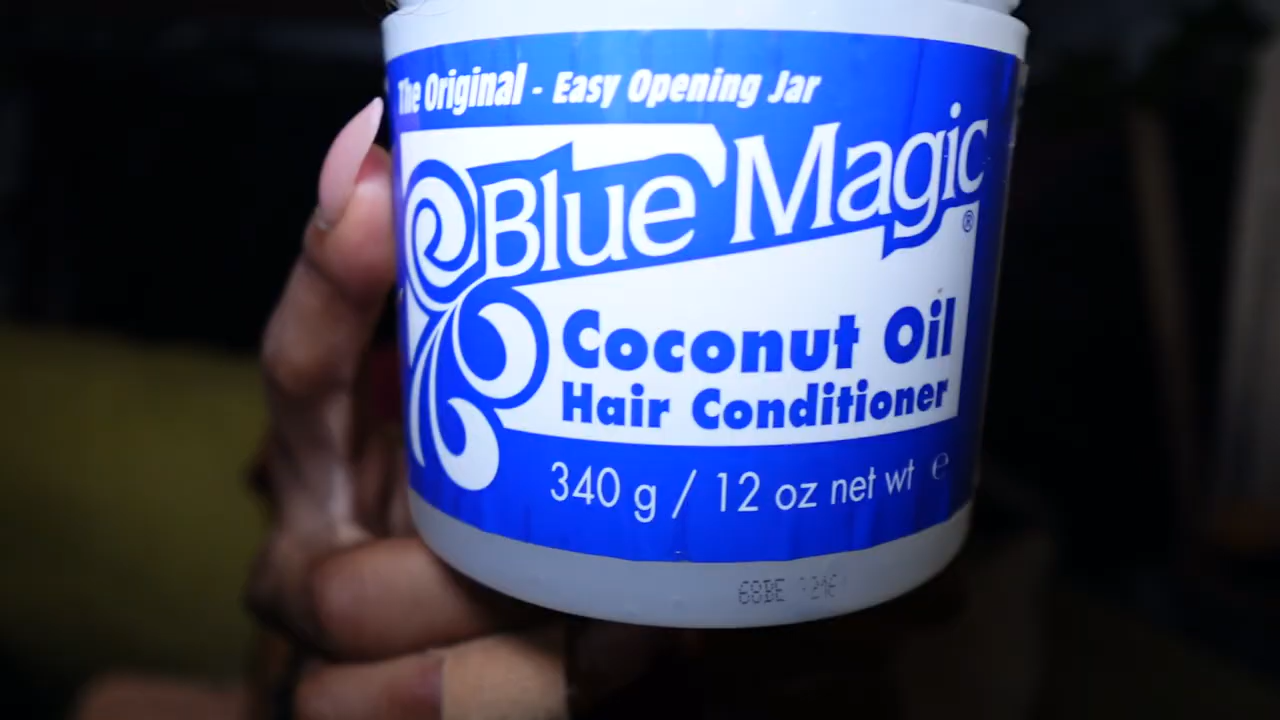 The Original - Easy Opening Jar
Blue Magic®
Coconut Oil
Hair Conditioner
340 g / 12 oz net wt ℮